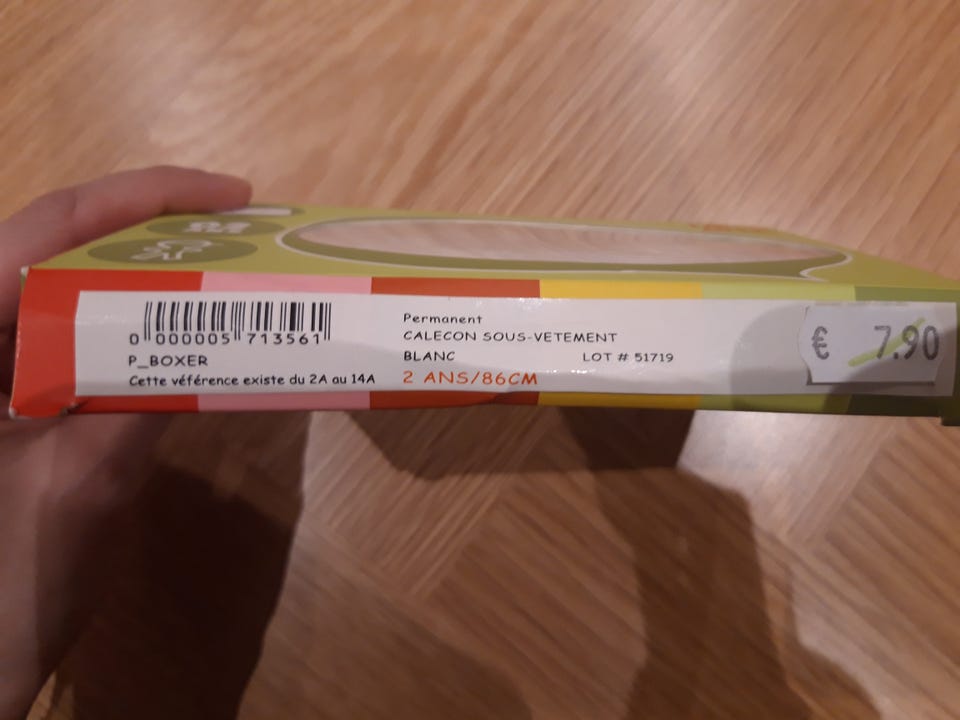 0 000005 713561
P_BOXER
Cette véférence existe du 2A au 14A
Permanent
CALECON SOUS-VETEMENT
BLANC LOT # 51719
2 ANS/86CM
€ 7.90